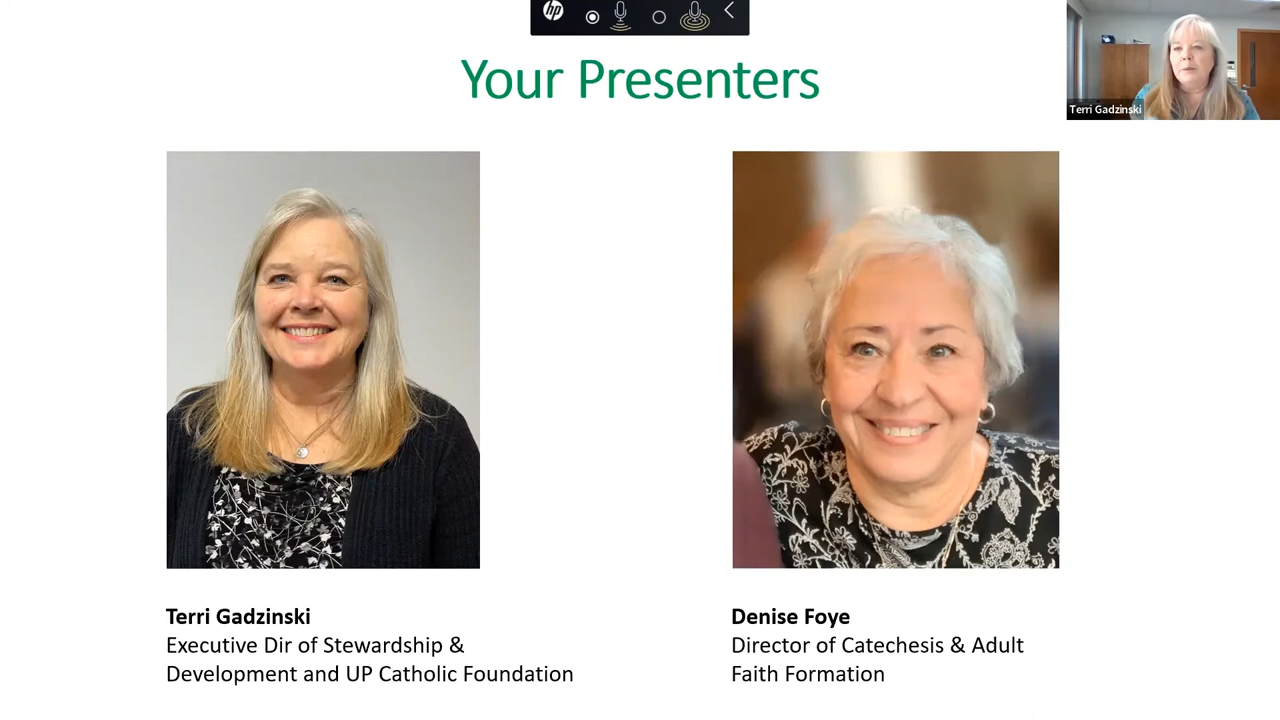 hp
Your Presenters
Terri Gadzinski
Terri Gadzinski
Executive Dir of Stewardship &
Development and UP Catholic Foundation
Denise Foye
Director of Catechesis & Adult
Faith Formation